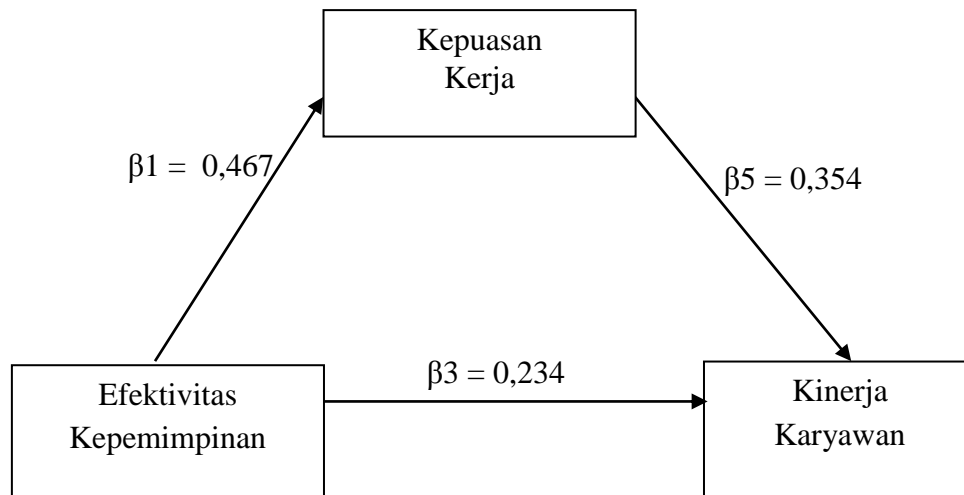 Kepuasan
Kerja
β1 =  0,467
β5 = 0,354
β3 = 0,234
Efektivitas
Kepemimpinan
Kinerja
Karyawan